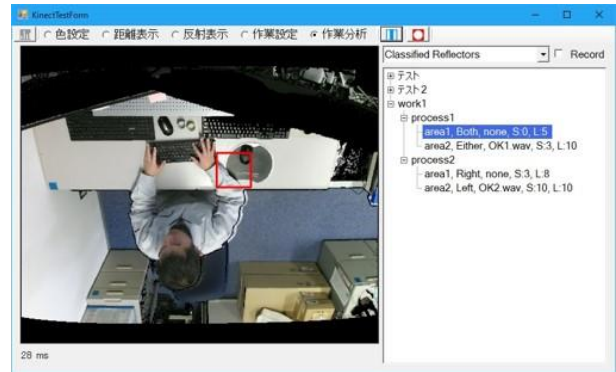 KinectTestForm
色設定 距離表示 反射表示 作業設定 作業分析
Classified Reflectors Record
テスト
テスト2
work1
process1
area1, Both, none, S:0, L:5
area2, Either, OK1.wav, S:3, L:10
process2
area1, Right, none, S:3, L:8
area2, Left, OK2.wav, S:10, L:10
28 ms